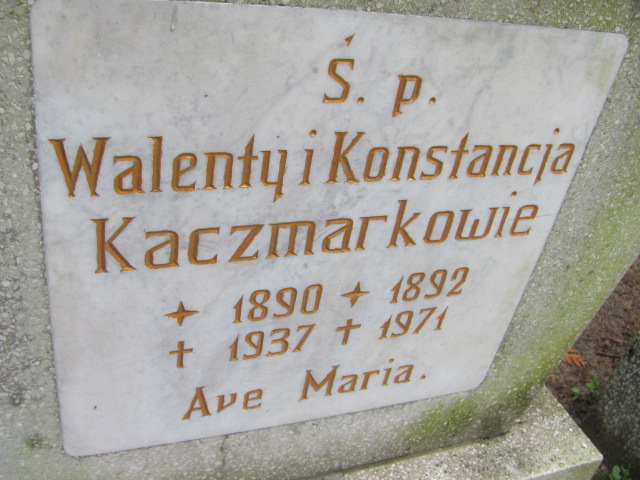 Ś. p.
Walenty i Konstancja
Kaczmarkowie
✦ 1890 ✦ 1892
✝ 1937 ✝ 1971
Ave Maria.